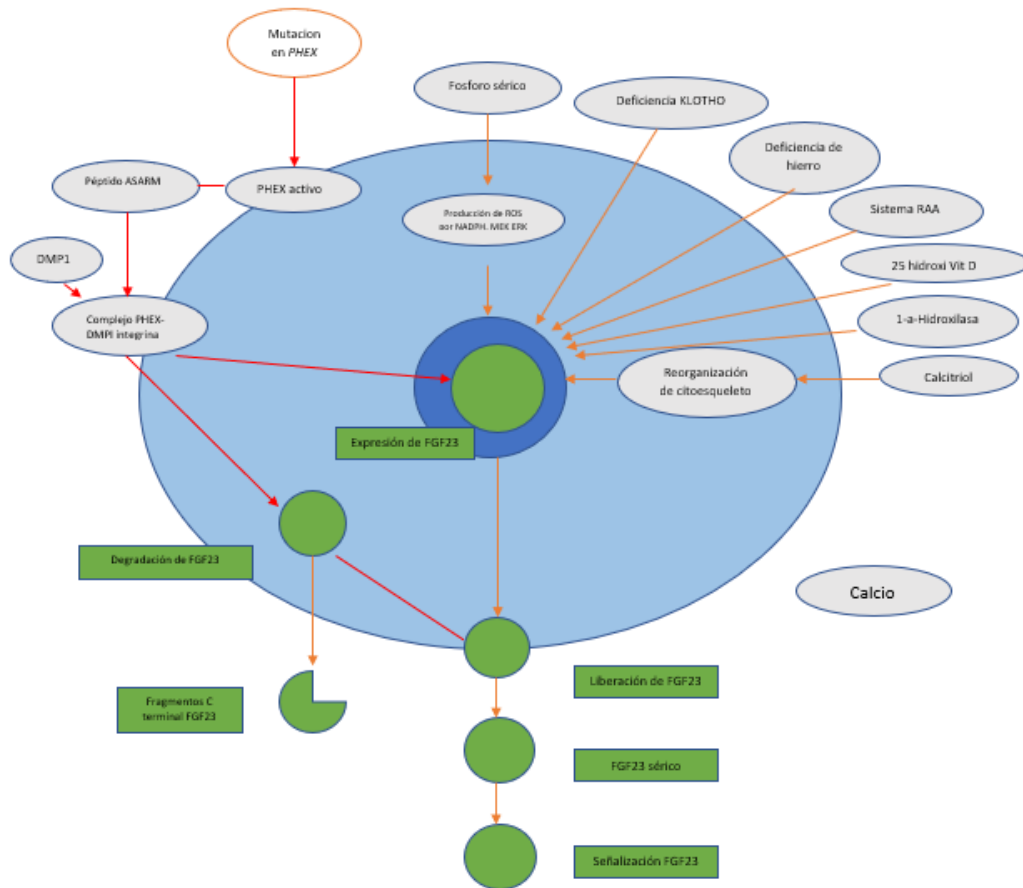 Mutacion
en PHEX
Fosforo sérico
Deficiencia KLOTHO
Deficiencia de
hierro
Péptido ASARM
PHEX activo
Producción de ROS
por NADPH, MEK ERK
Sistema RAA
DMP1
25 hidroxi Vit D
Complejo PHEX-
DMPI integrina
1-a-Hidroxilasa
Reorganización
de citoesqueleto
Calcitriol
Expresión de FGF23
Degradación de FGF23
Calcio
Liberación de FGF23
Fragmentos C
terminal FGF23
FGF23 sérico
Señalización FGF23